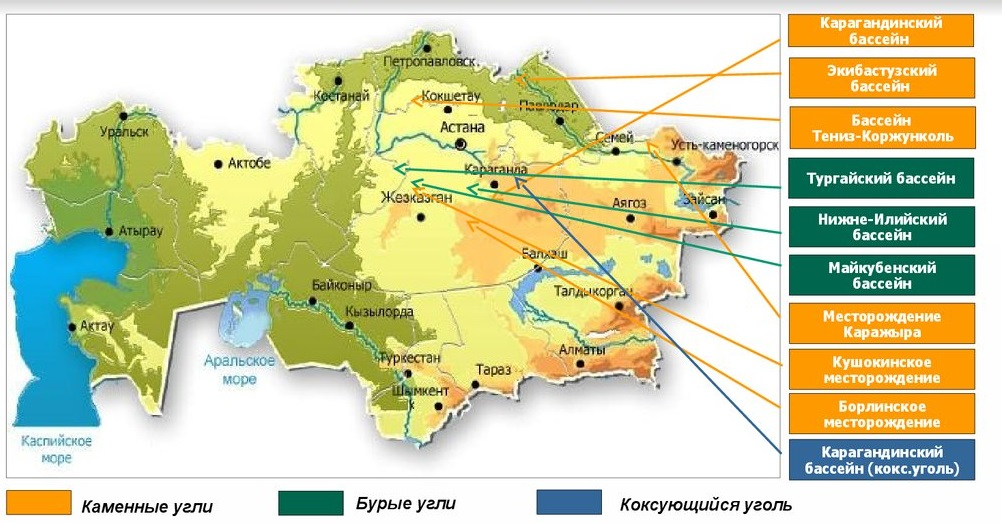 Петропавловск
Костанай
Кокшетау
Павлодар
Уральск
Астана
Актобе
Семей
Усть-каменогорск
Караганда
Жезказган
Зайсан
Аягоз
Атырау
Балхаш
Байконыр
Талдыкорган
Кызылорда
Актау
Аральское
море
Туркестан
Тараз
Алматы
Шымкент
к
Каспийское
море
Карагандинский
бассейн
Экибастузский
бассейн
Бассейн
Тениз-Коржунколь
Тургайский бассейн
Нижне-Илийский
бассейн
Майкубенский
бассейн
Месторождение
Каражыра
Кушокинское
месторождение
Борлинское
месторождение
Карагандинский
бассейн (кокс.уголь)
Каменные угли
Бурые угли
Коксующийся уголь